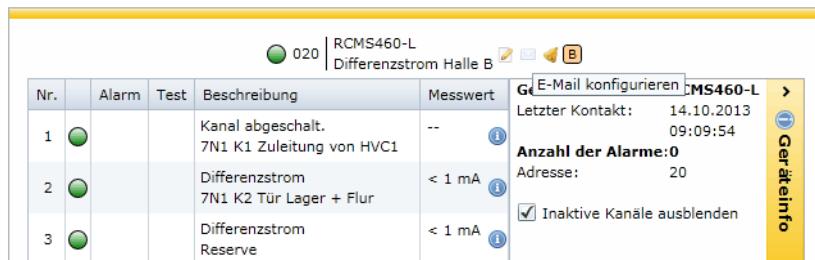 020 RCMS460-L
Differenzstrom Halle B B
Nr. Alarm Test Beschreibung Messwert
1 Kanal abgeschalt. --
7N1 K1 Zuleitung von HVC1
2 Differenzstrom < 1 mA
7N1 K2 Tür Lager + Flur
3 Differenzstrom < 1 mA
Reserve
E-Mail konfigurieren CMS460-L
Letzter Kontakt: 14.10.2013
09:09:54
Anzahl der Alarme:0
Adresse: 20
Inaktive Kanäle ausblenden
Geräteinfo